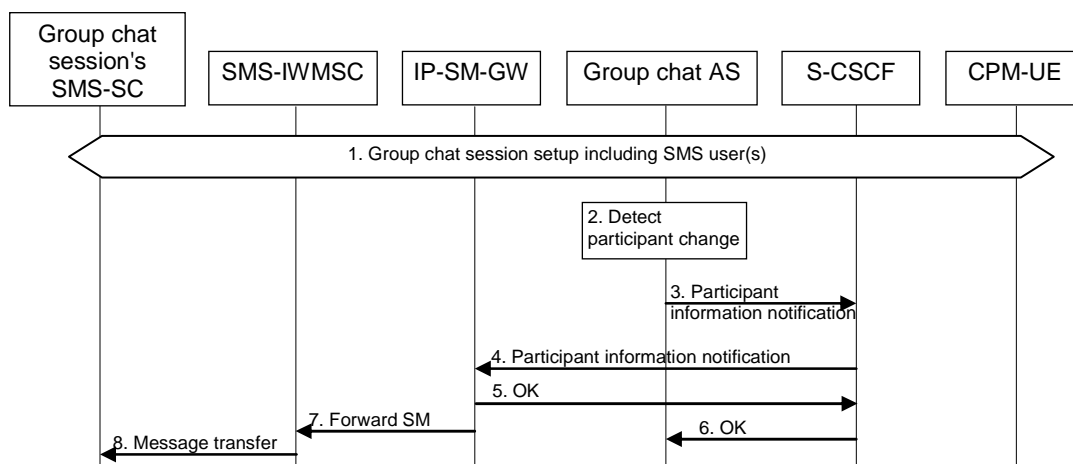 Group chat
session's
SMS-SC
SMS-IWMSC
IP-SM-GW
Group chat AS
S-CSCF
CPM-UE
1. Group chat session setup including SMS user(s)
2. Detect
participant change
3. Participant
information notification
4. Participant information notification
5. OK
7. Forward SM
6. OK
8. Message transfer